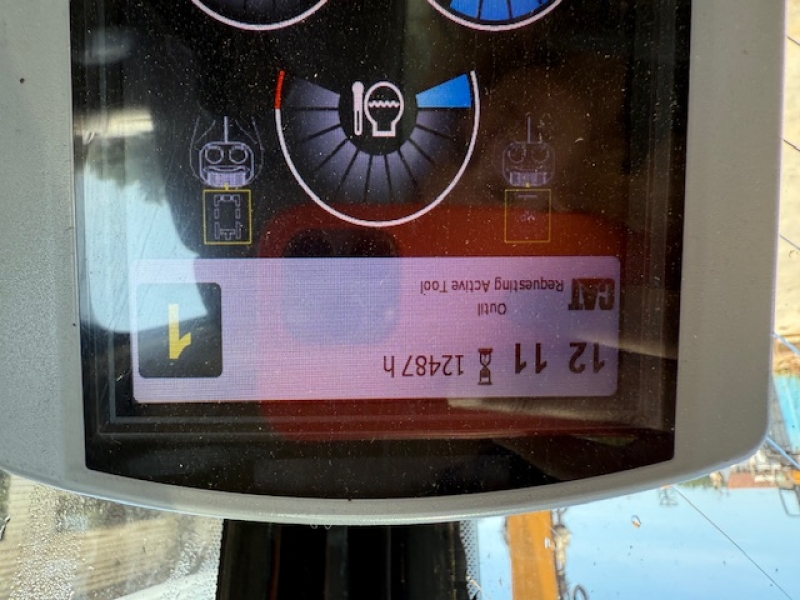 12 11 12487 h 1
Outil
CAT Requesting Active Tool